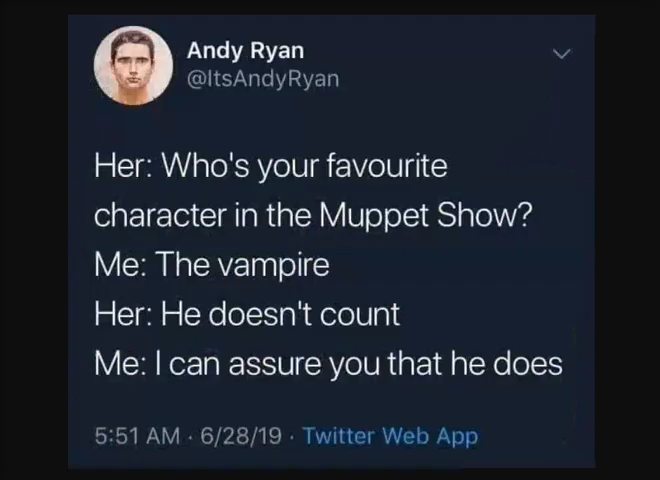 Andy Ryan
@ItsAndyRyan
Her: Who's your favourite
character in the Muppet Show?
Me: The vampire
Her: He doesn't count
Me: I can assure you that he does
5:51 AM · 6/28/19 · Twitter Web App